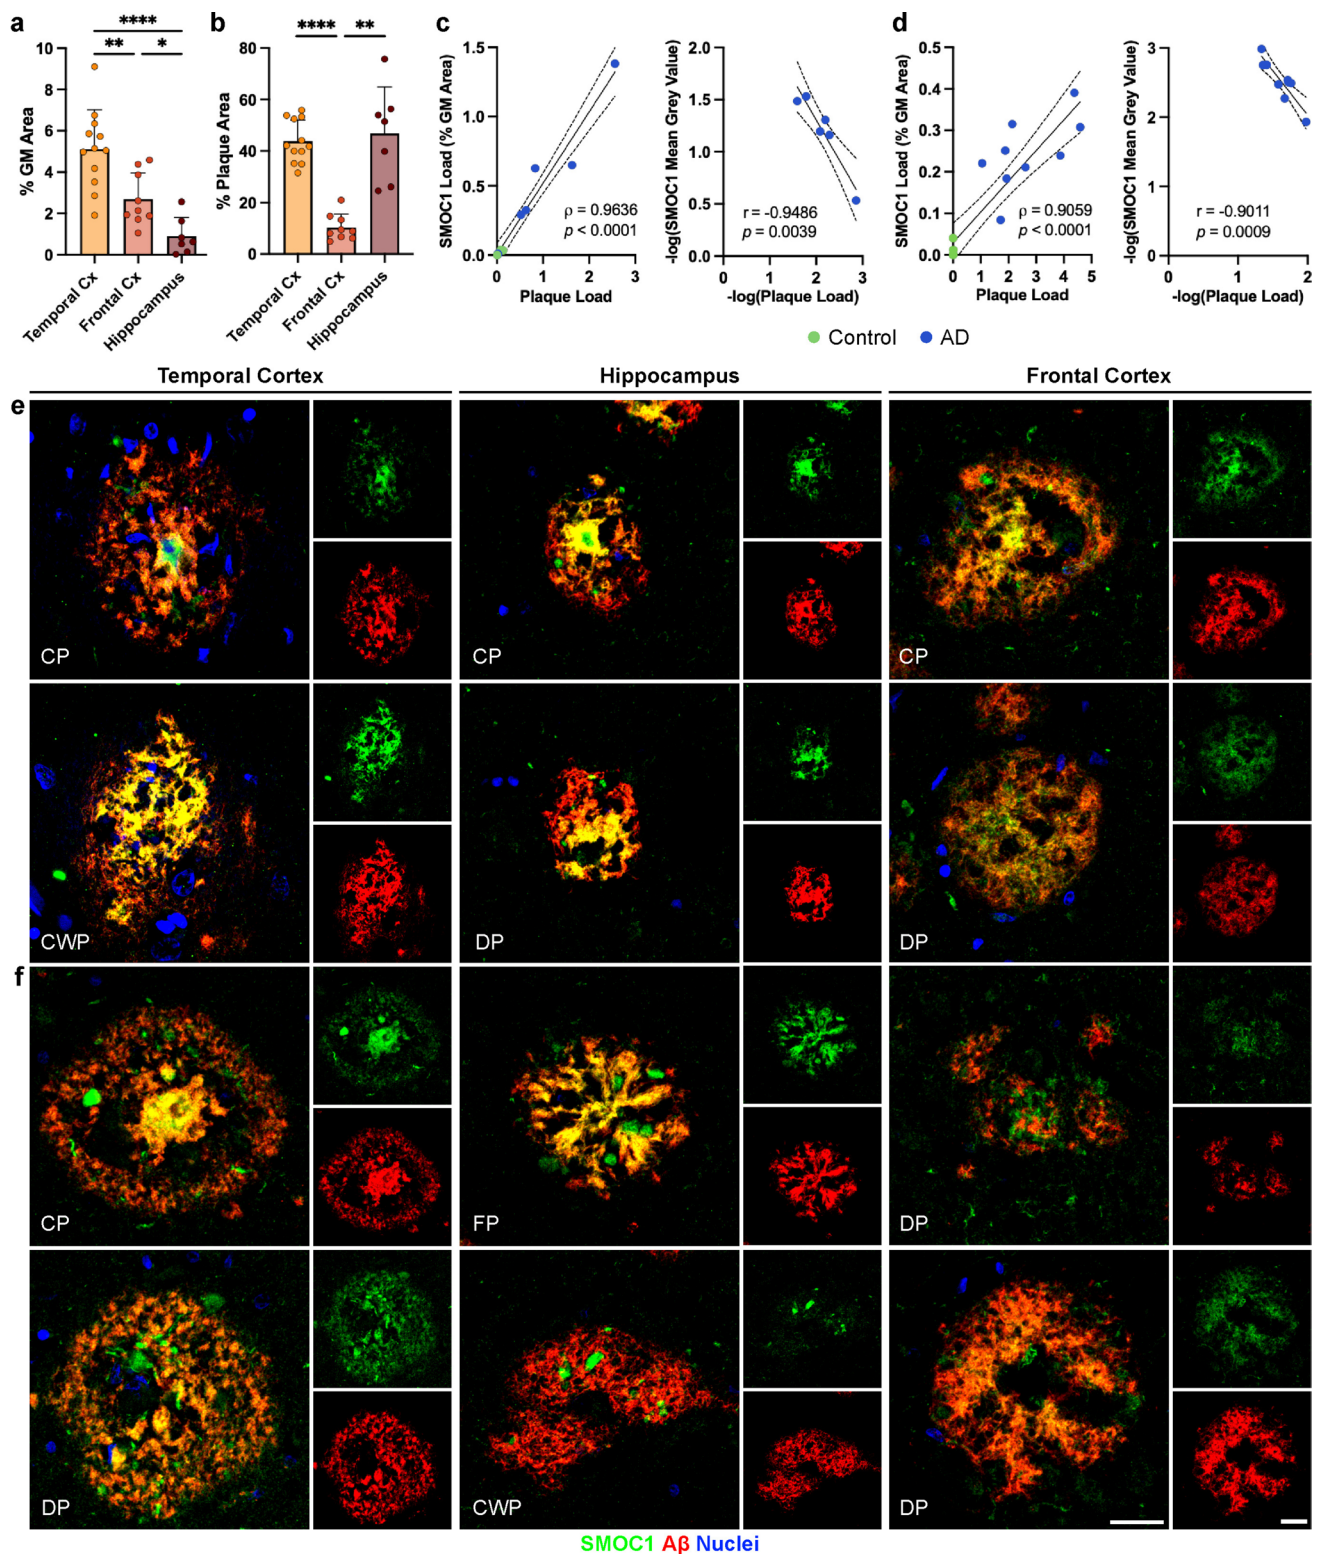 a
****
**
*
% GM Area
10
8
6
4
2
0
Temporal Cx
Frontal Cx
Hippocampus
b
****
**
% Plaque Area
80
60
40
20
0
Temporal Cx
Frontal Cx
Hippocampus
c
SMOC1 Load (% GM Area)
1.5
1.0
0.5
0.0
ρ = 0.9636
p < 0.0001
0 1 2 3
Plaque Load
-log(SMOC1 Mean Grey Value)
2.0
1.5
1.0
0.5
0.0
r = -0.9486
p = 0.0039
0 1 2 3
-log(Plaque Load)
d
SMOC1 Load (% GM Area)
0.5
0.4
0.3
0.2
0.1
0.0
ρ = 0.9059
p < 0.0001
0 1 2 3 4 5
Plaque Load
-log(SMOC1 Mean Grey Value)
3
2
1
0
r = -0.9011
p = 0.0009
0 1 2
-log(Plaque Load)
Control AD
Temporal Cortex Hippocampus Frontal Cortex
e
CP CP CP
CWP DP DP
f
CP FP DP
DP CWP DP
SMOC1 Aβ Nuclei